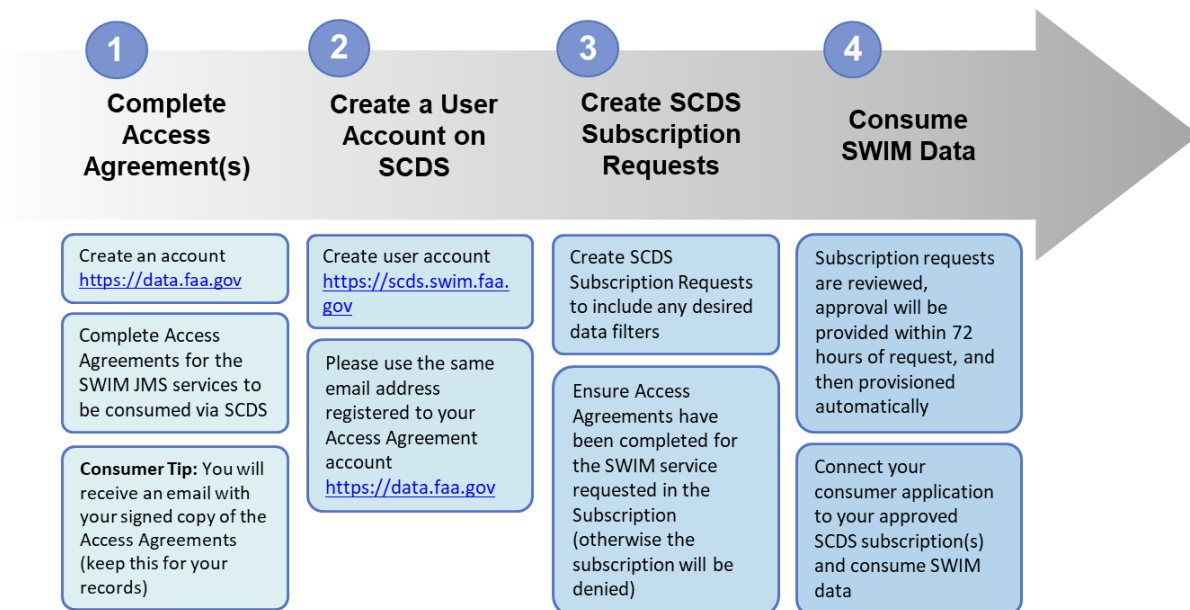 1
Complete
Access
Agreement(s)
2
Create a User
Account on
SCDS
3
Create SCDS
Subscription
Requests
4
Consume
SWIM Data
Create an account
https://data.faa.gov
Complete Access
Agreements for the
SWIM JMS services to
be consumed via SCDS
Consumer Tip: You will
receive an email with
your signed copy of the
Access Agreements
(keep this for your
records)
Create user account
https://scds.swim.faa.
gov
Please use the same
email address
registered to your
Access Agreement
account
https://data.faa.gov
Create SCDS
Subscription Requests
to include any desired
data filters
Ensure Access
Agreements have
been completed for
the SWIM service
requested in the
Subscription
(otherwise the
subscription will be
denied)
Subscription requests
are reviewed,
approval will be
provided within 72
hours of request, and
then provisioned
automatically
Connect your
consumer application
to your approved
SCDS subscription(s)
and consume SWIM
data